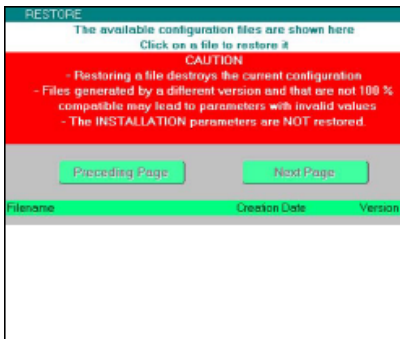 RESTORE
The available configuration files are shown here
Click on a file to restore it
CAUTION
- Restoring a file destroys the current configuration
- Files generated by a different version and that are not 100 %
compatible may lead to parameters with invalid values
- The INSTALLATION parameters are NOT restored.
Preceding Page Next Page
Filename Creation Date Version